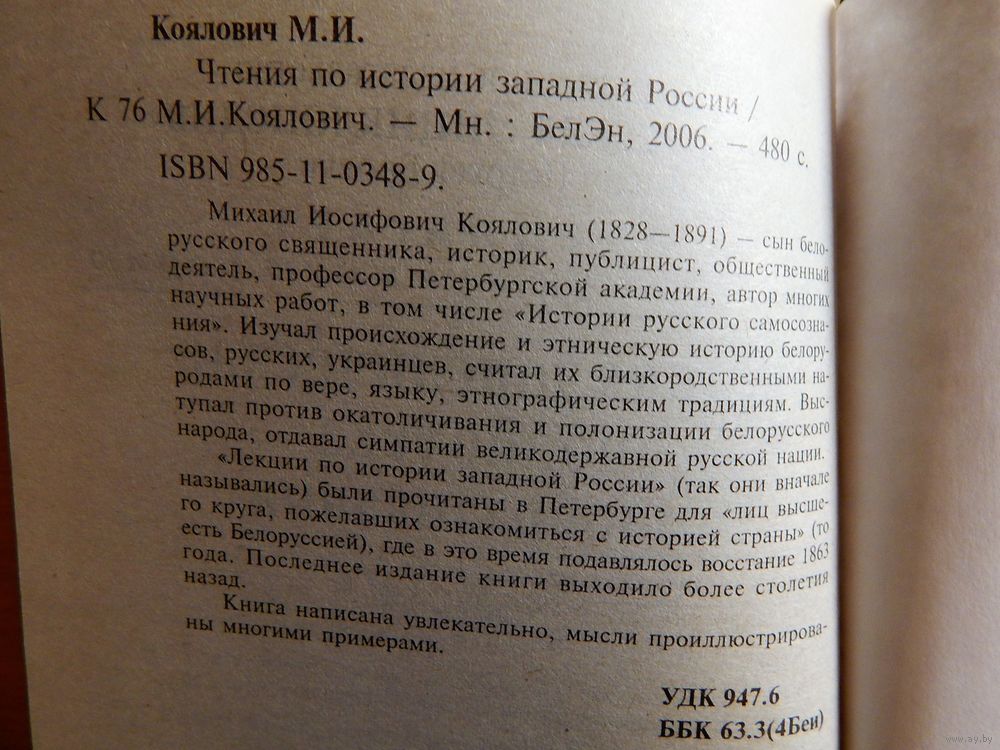 Коялович М.И.
Чтения по истории западной России /
К 76 М.И.Коялович. — Мн. : БелЭн, 2006. — 480 с.
ISBN 985-11-0348-9.
Михаил Иосифович Коялович (1828—1891) — сын бело-
русского священника, историк, публицист, общественный
деятель, профессор Петербургской академии, автор многих
научных работ, в том числе «Истории русского самосозна-
ния». Изучал происхождение и этническую историю белору-
сов, русских, украинцев, считал их близкородственными на-
родами по вере, языку, этнографическим традициям. Выс-
тупал против окатоличивания и полонизации белорусского
народа, отдавал симпатии великодержавной русской нации.
«Лекции по истории западной России» (так они вначале
назывались) были прочитаны в Петербурге для «лиц высше-
го круга, пожелавших ознакомиться с историей страны» (то
есть Белоруссией), где в это время подавлялось восстание 1863
года. Последнее издание книги выходило более столетия
назад.
Книга написана увлекательно, мысли проиллюстрирова-
ны многими примерами.
УДК 947.6
ББК 63.3(4Беи)
www.ay.by